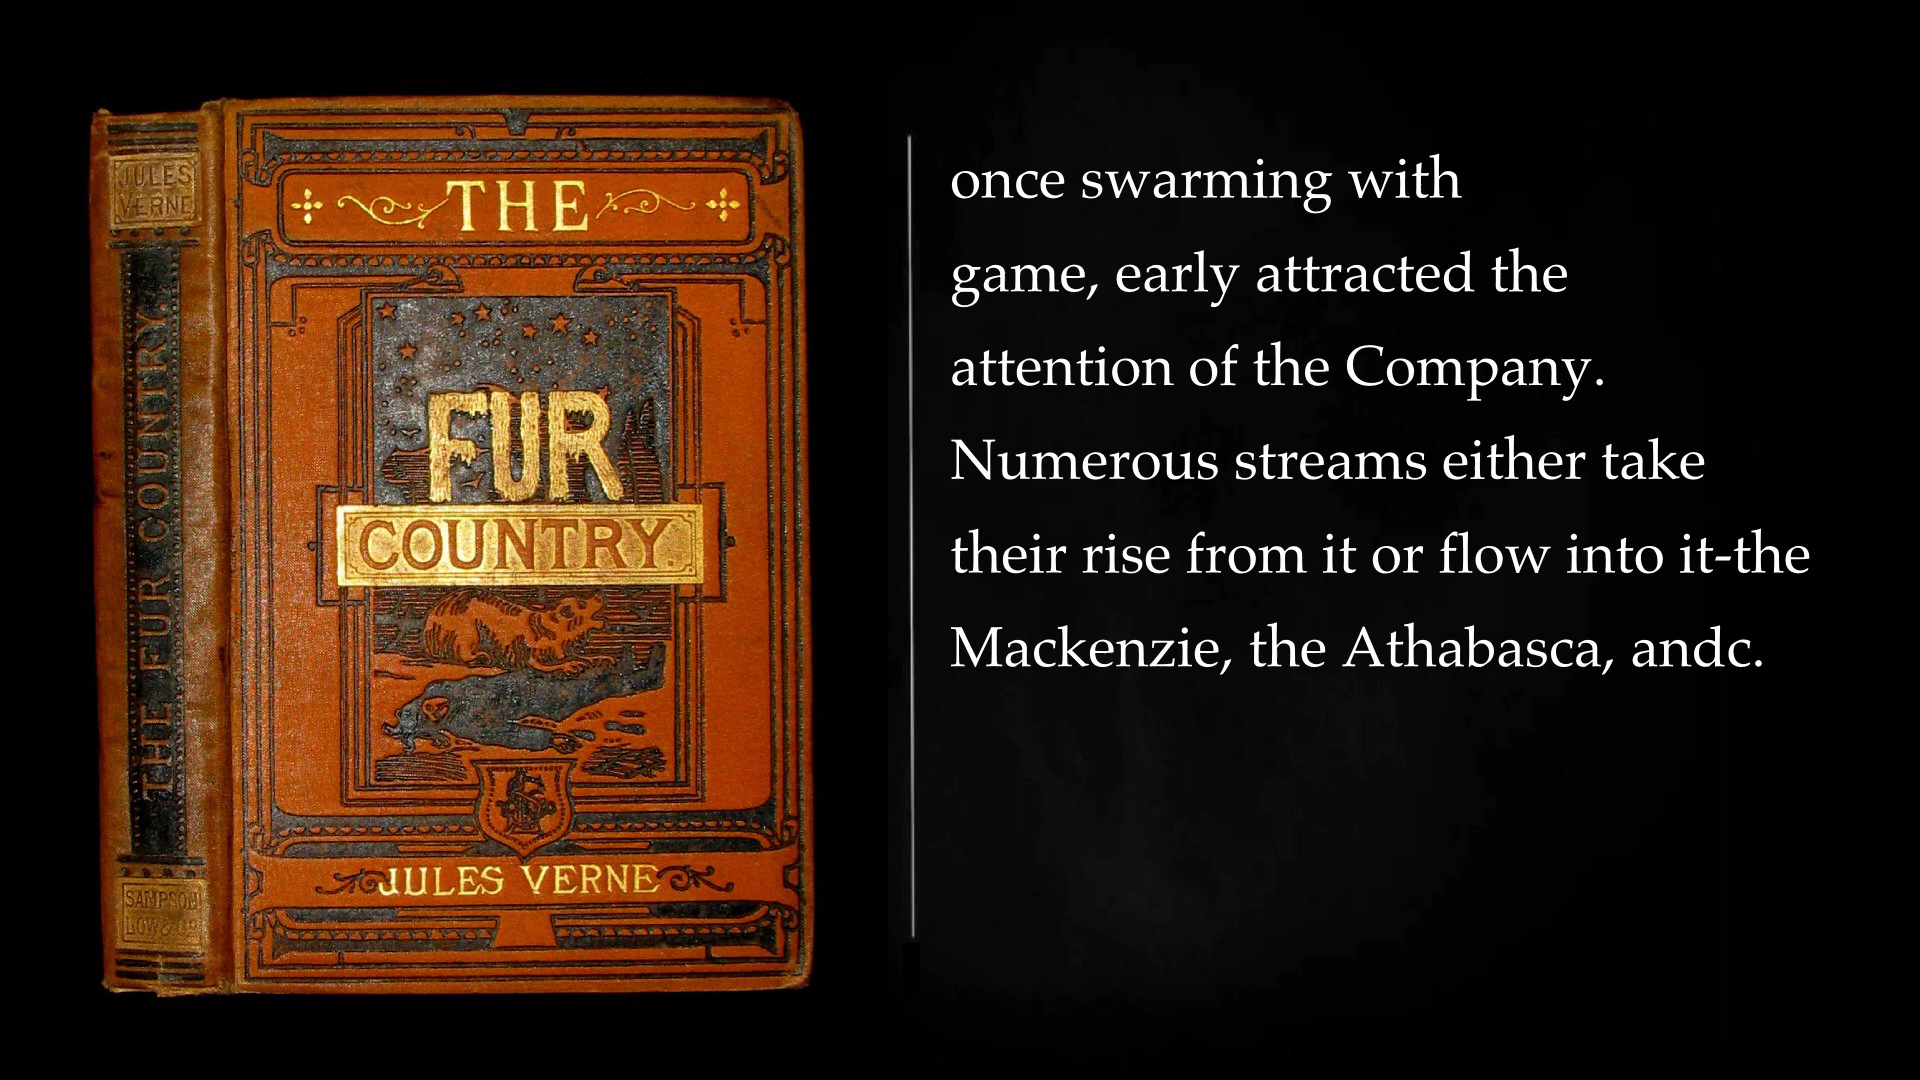 JULES
VERNE
THE FUR COUNTRY.
SAMPSON
LOW & Co
THE
FUR
COUNTRY.
JULES VERNE
once swarming with
game, early attracted the
attention of the Company.
Numerous streams either take
their rise from it or flow into it-the
Mackenzie, the Athabasca, andc.